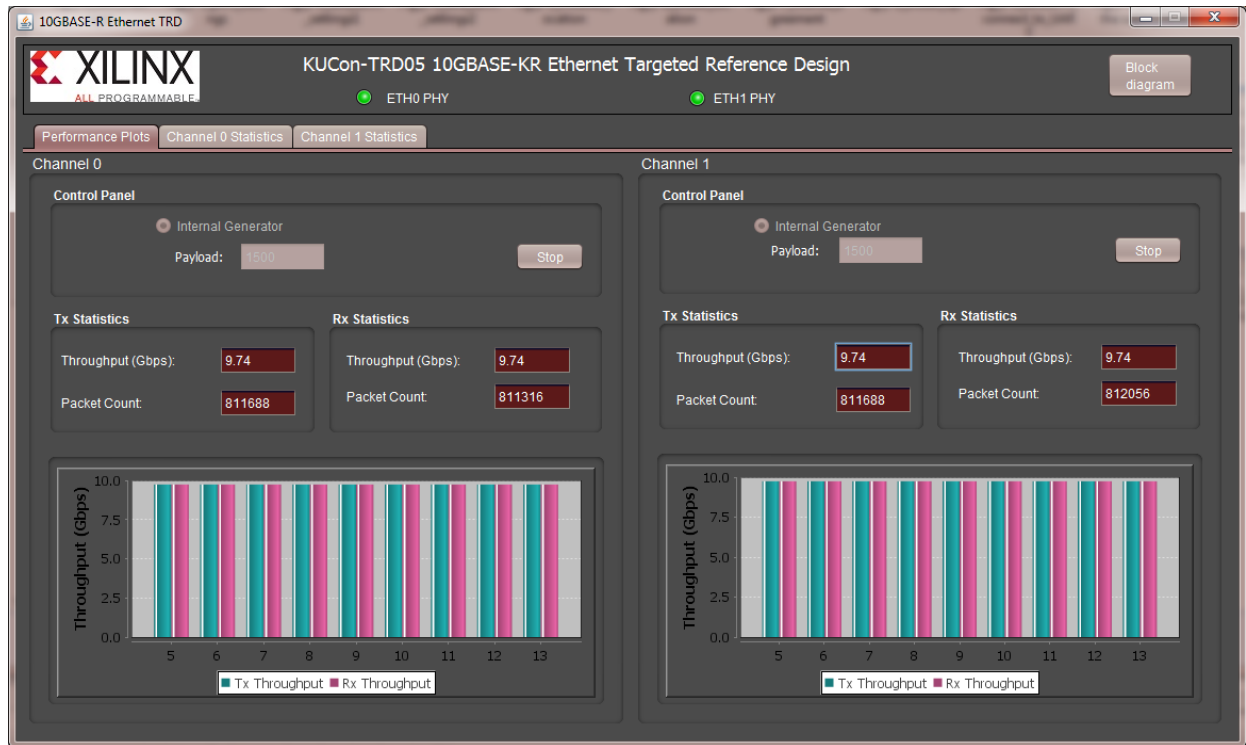 10GBASE-R Ethernet TRD
XILINX
ALL PROGRAMMABLE
KUCon-TRD05 10GBASE-KR Ethernet Targeted Reference Design
ETH0 PHY
ETH1 PHY
Block
diagram
Performance Plots
Channel 0 Statistics
Channel 1 Statistics
Channel 0
Control Panel
Internal Generator
Payload: 1500
Stop
Tx Statistics
Throughput (Gbps): 9.74
Packet Count: 811688
Rx Statistics
Throughput (Gbps): 9.74
Packet Count: 811316
Throughput (Gbps)
10.0
7.5
5.0
2.5
0.0
5 6 7 8 9 10 11 12 13
Tx Throughput Rx Throughput
Channel 1
Control Panel
Internal Generator
Payload: 1500
Stop
Tx Statistics
Throughput (Gbps): 9.74
Packet Count: 811688
Rx Statistics
Throughput (Gbps): 9.74
Packet Count: 812056
Throughput (Gbps)
10.0
7.5
5.0
2.5
0.0
5 6 7 8 9 10 11 12 13
Tx Throughput Rx Throughput